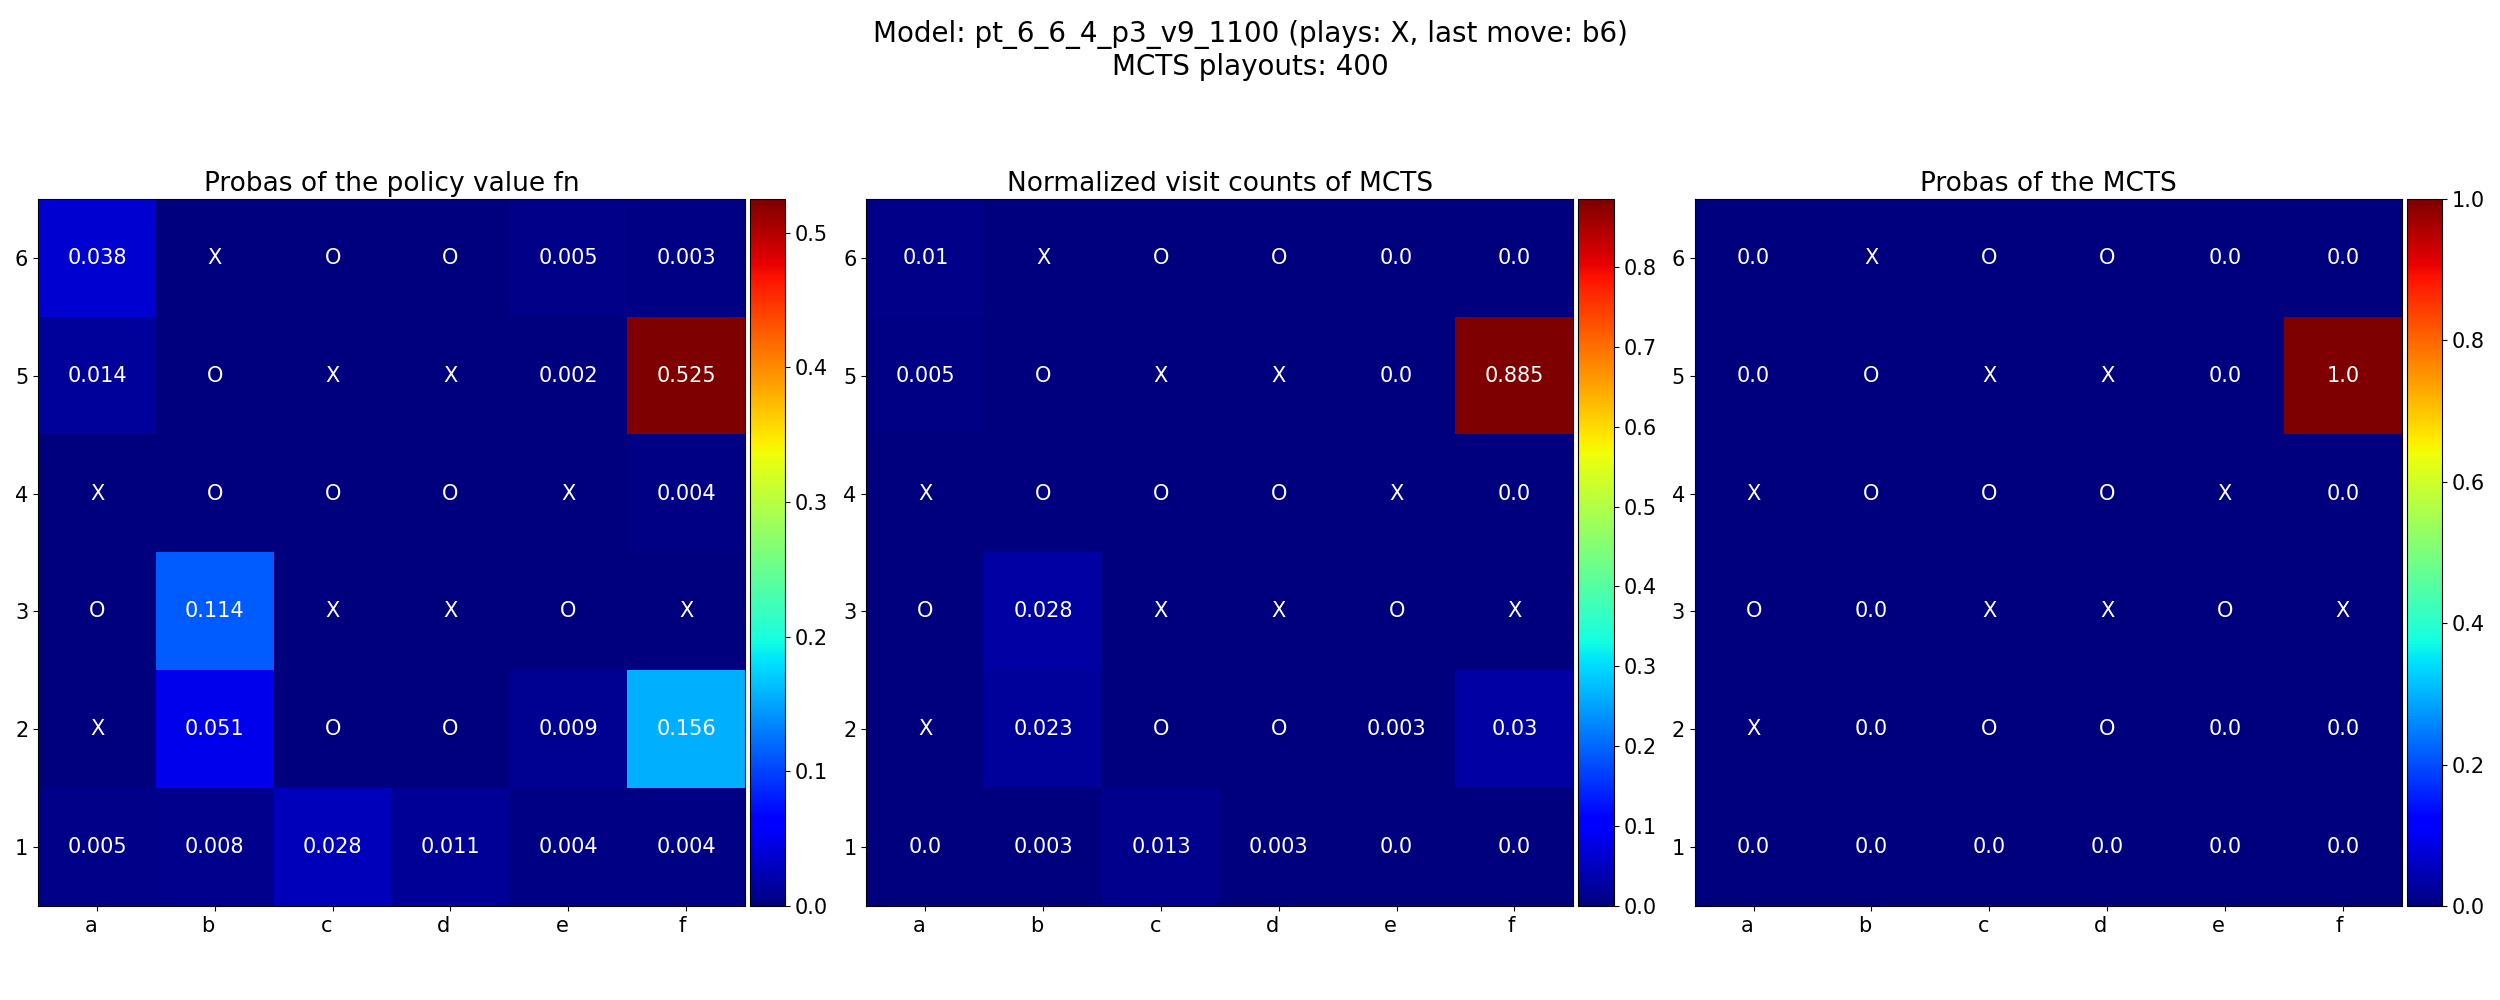 Model: pt_6_6_4_p3_v9_1100 (plays: X, last move: b6)
MCTS playouts: 400
Probas of the policy value fn
6 0.038 X O O 0.005 0.003
5 0.014 O X X 0.002 0.525
4 X O O O X 0.004
3 O 0.114 X X O X
2 X 0.051 O O 0.009 0.156
1 0.005 0.008 0.028 0.011 0.004 0.004
a b c d e f
0.5
0.4
0.3
0.2
0.1
0.0
Normalized visit counts of MCTS
6 0.01 X O O 0.0 0.0
5 0.005 O X X 0.0 0.885
4 X O O O X 0.0
3 O 0.028 X X O X
2 X 0.023 O O 0.003 0.03
1 0.0 0.003 0.013 0.003 0.0 0.0
a b c d e f
0.8
0.7
0.6
0.5
0.4
0.3
0.2
0.1
0.0
Probas of the MCTS
6 0.0 X O O 0.0 0.0
5 0.0 O X X 0.0 1.0
4 X O O O X 0.0
3 O 0.0 X X O X
2 X 0.0 O O 0.0 0.0
1 0.0 0.0 0.0 0.0 0.0 0.0
a b c d e f
1.0
0.8
0.6
0.4
0.2
0.0